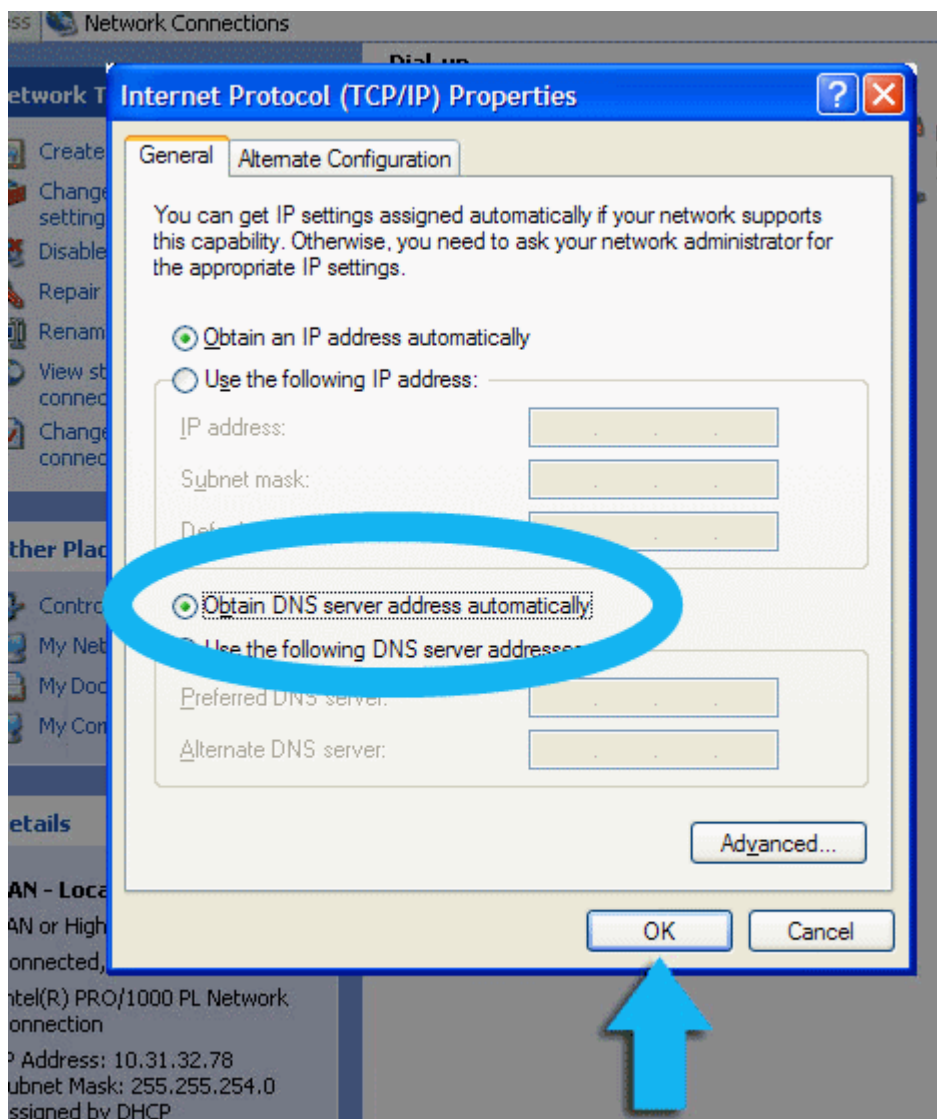 Network Connections
Dial-up
Internet Protocol (TCP/IP) Properties
General
Alternate Configuration
You can get IP settings assigned automatically if your network supports
this capability. Otherwise, you need to ask your network administrator for
the appropriate IP settings.
Obtain an IP address automatically
Use the following IP address:
IP address:
Subnet mask:
Obtain DNS server address automatically
Use the following DNS server addresses:
Preferred DNS server:
Alternate DNS server:
Advanced...
OK
Cancel
Create
Change
setting
Disable
Repair
Renam
View st
connec
Change
connec
ther Plac
Contro
My Net
My Doc
My Com
etails
AN - Loca
AN or High
onnected,
ntel(R) PRO/1000 PL Network
onnection
P Address: 10.31.32.78
ubnet Mask: 255.255.254.0
ssigned by DHCP